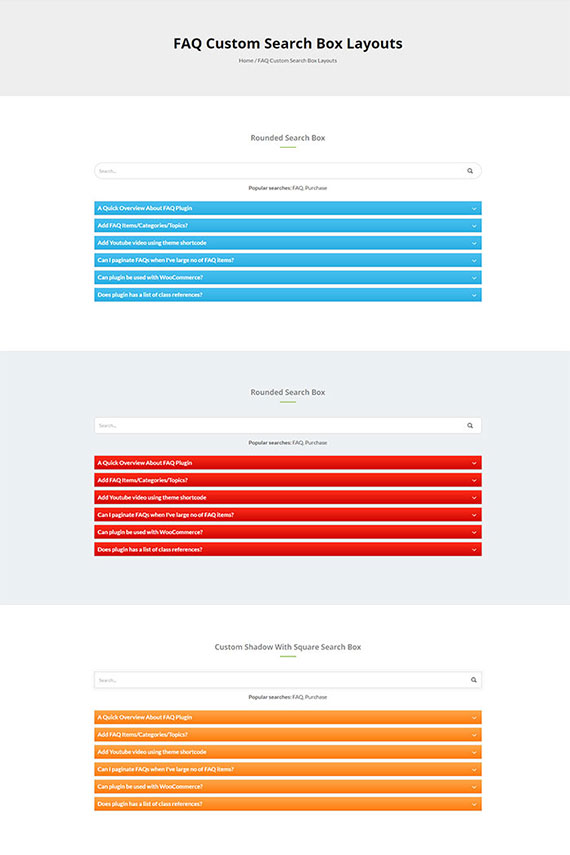 FAQ Custom Search Box Layouts
Home / FAQ Custom Search Box Layouts
Rounded Search Box
Search...
Popular searches: FAQ, Purchase
A Quick Overview About FAQ Plugin
Add FAQ Items/Categories/Topics?
Add Youtube video using theme shortcode
Can I paginate FAQs when I've large no of FAQ items?
Can plugin be used with WooCommerce?
Does plugin has a list of class references?
Rounded Search Box
Search...
Popular searches: FAQ, Purchase
A Quick Overview About FAQ Plugin
Add FAQ Items/Categories/Topics?
Add Youtube video using theme shortcode
Can I paginate FAQs when I've large no of FAQ items?
Can plugin be used with WooCommerce?
Does plugin has a list of class references?
Custom Shadow With Square Search Box
Search...
Popular searches: FAQ, Purchase
A Quick Overview About FAQ Plugin
Add FAQ Items/Categories/Topics?
Add Youtube video using theme shortcode
Can I paginate FAQs when I've large no of FAQ items?
Can plugin be used with WooCommerce?
Does plugin has a list of class references?